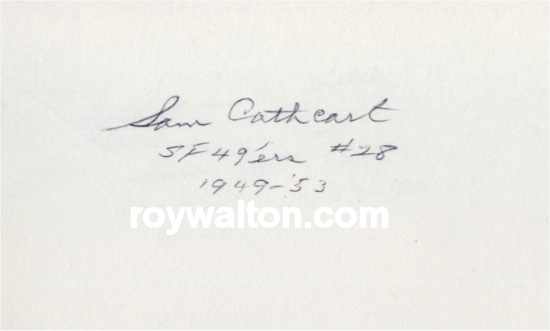 Sam Cathcart
SF 49'ers #28
1949-'53
roywalton.com